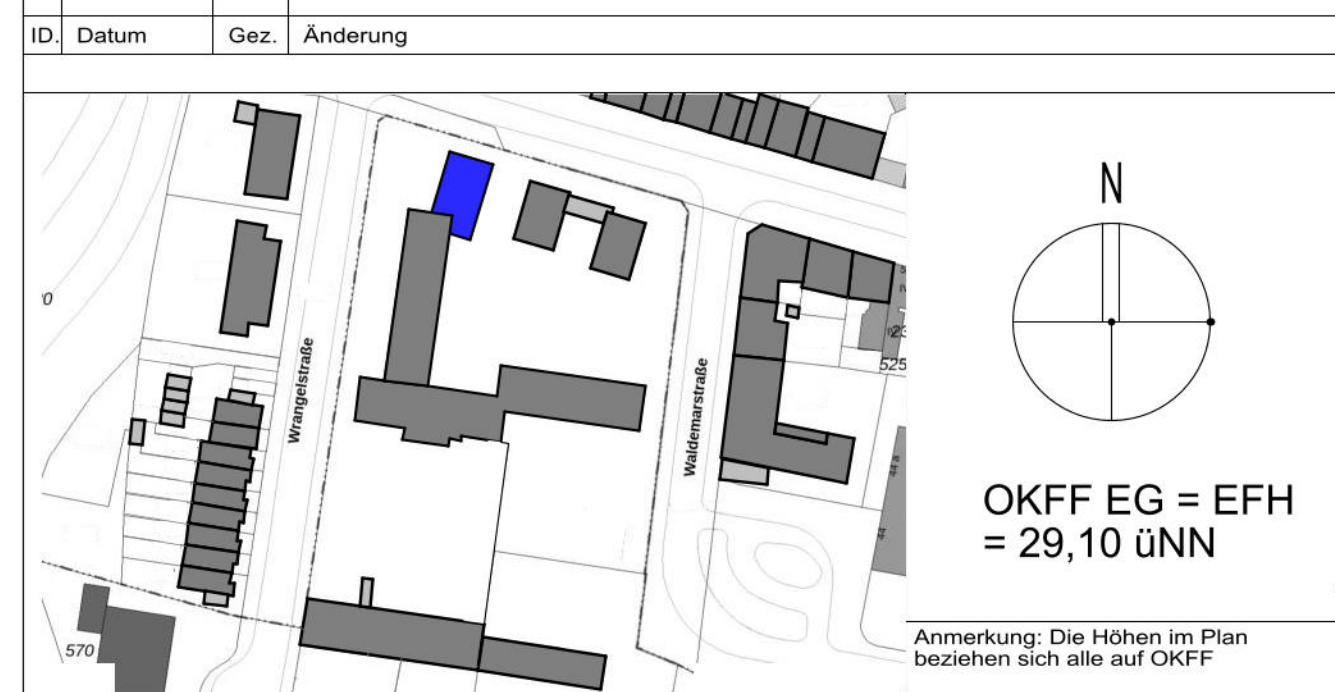 ID. Datum Gez. Änderung
N
Wrangelstraße
Waldemarstraße
525
44 a
44
570
OKFF EG = EFH
= 29,10 üNN
Anmerkung: Die Höhen im Plan
beziehen sich alle auf OKFF